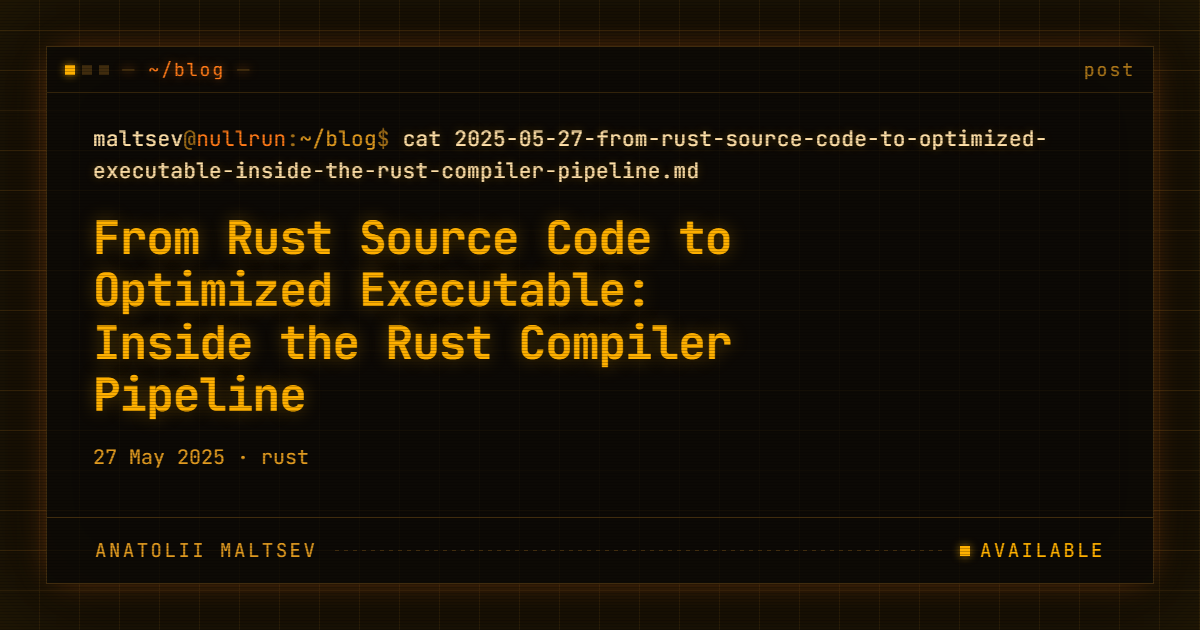 — ~/blog — post
maltsev@nullrun:~/blog$ cat 2025-05-27-from-rust-source-code-to-optimized-
executable-inside-the-rust-compiler-pipeline.md
From Rust Source Code to
Optimized Executable:
Inside the Rust Compiler
Pipeline
27 May 2025 · rust
ANATOLII MALTSEV AVAILABLE